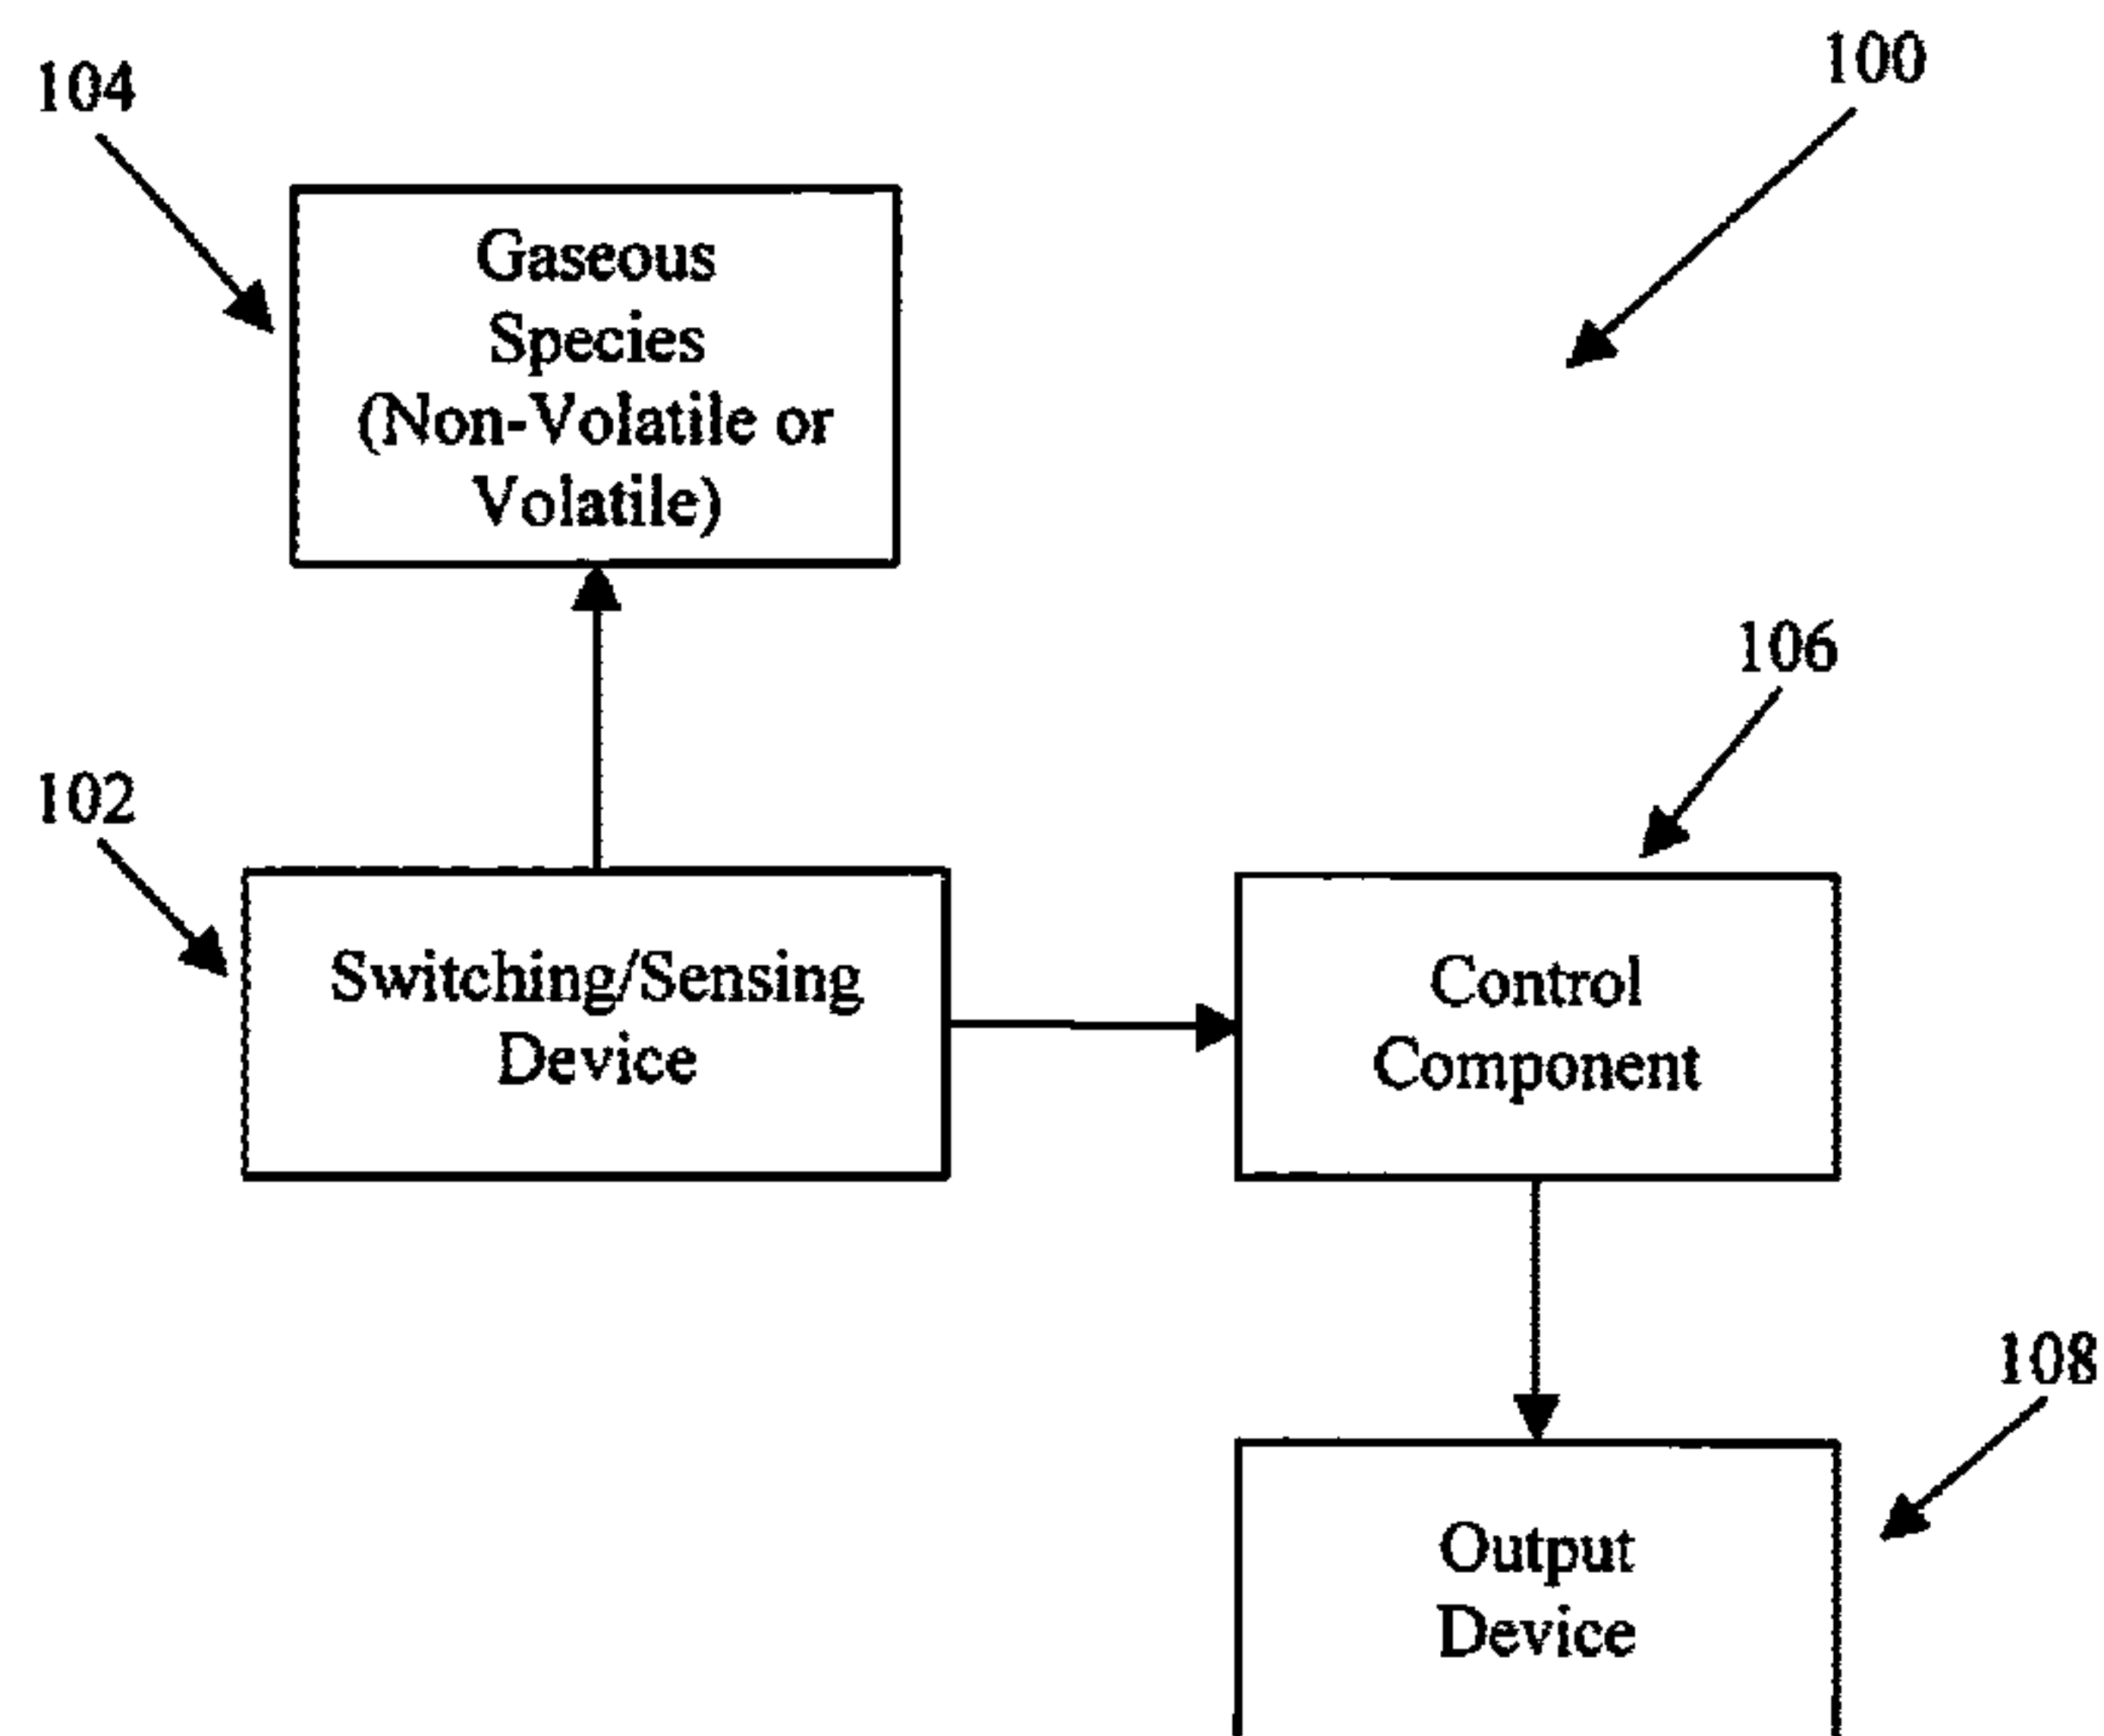 100
104
Gaseous
Species
(Non-Volatile or
Volatile)
106
102
Switching/Sensing
Device
Control
Component
108
Output
Device